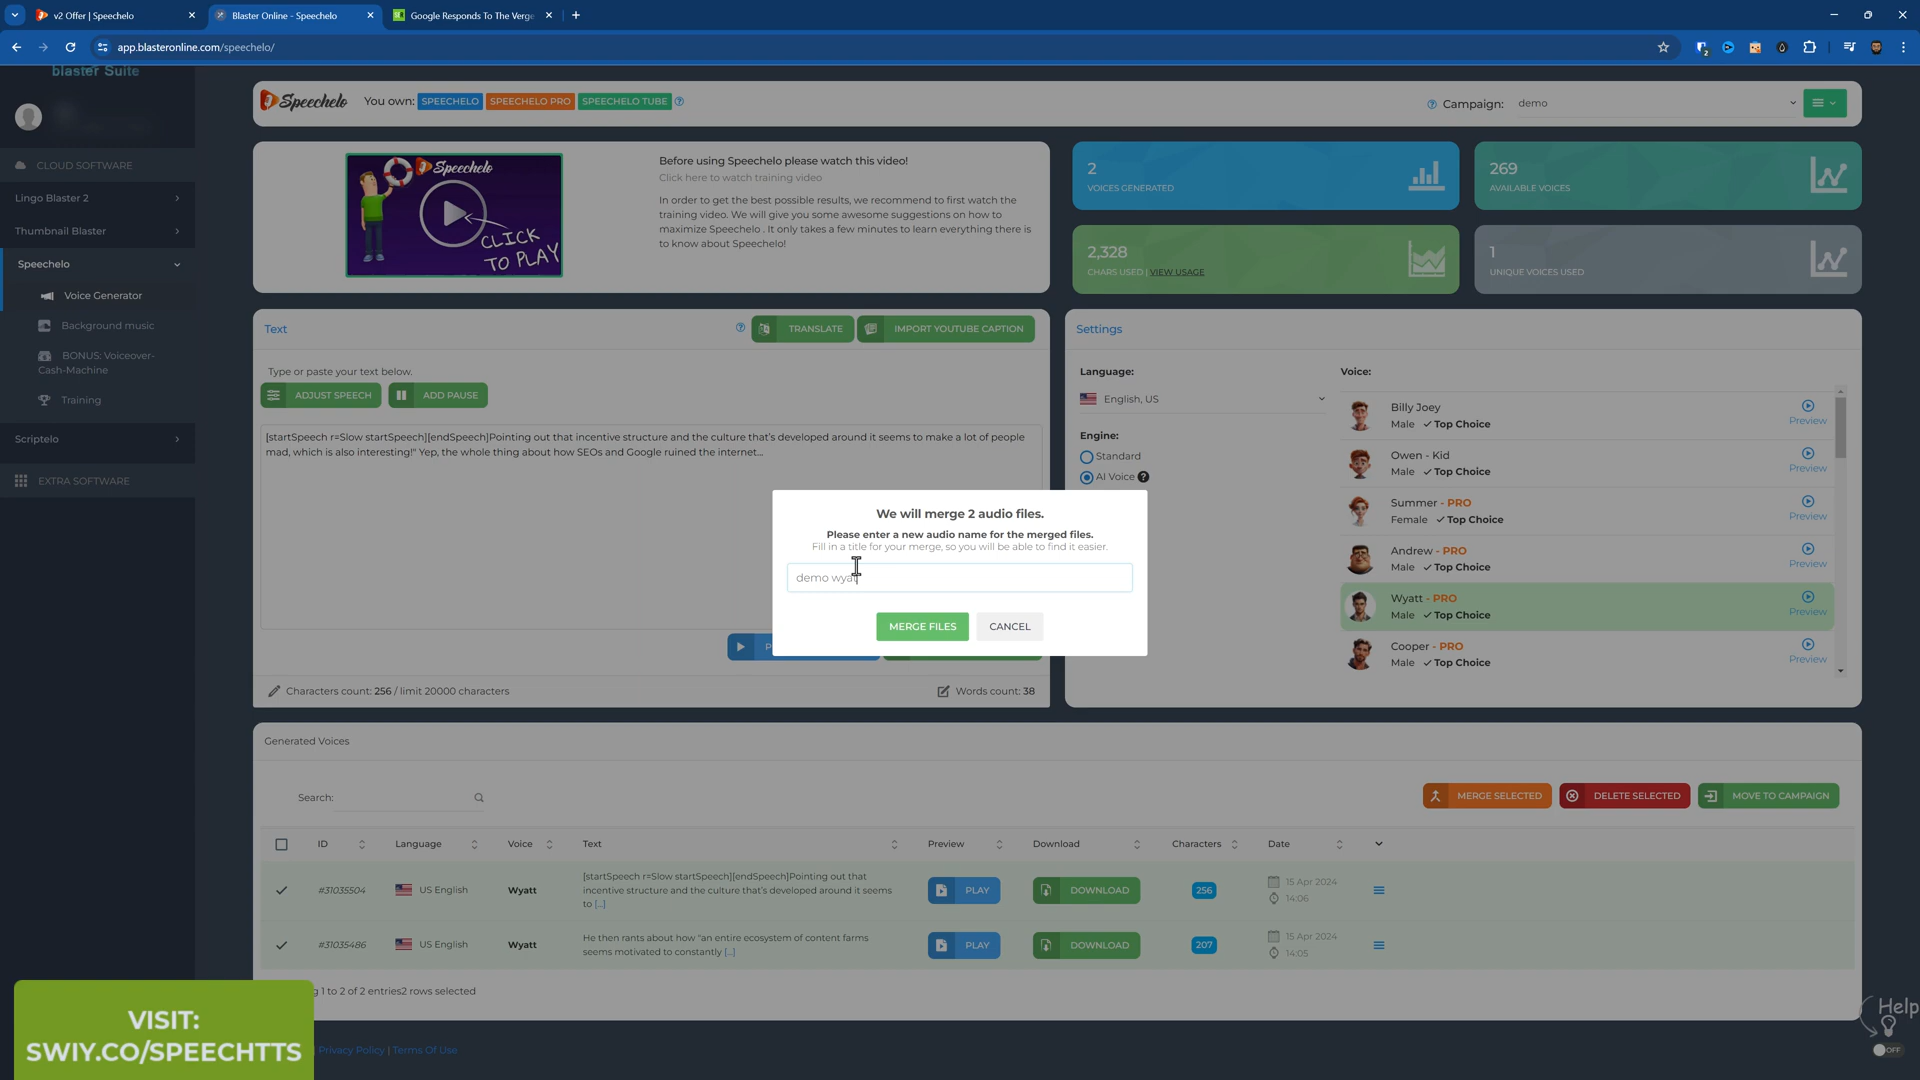 v2 Offer | Speechelo
Blaster Online - Speechelo
Google Responds To The Verge
app.blasteronline.com/speechelo/
blaster Suite
CLOUD SOFTWARE
Lingo Blaster 2
Thumbnail Blaster
Speechelo
Voice Generator
Background music
BONUS: Voiceover-
Cash-Machine
Training
Scriptelo
EXTRA SOFTWARE
Speechelo
You own: SPEECHELO SPEECHELO PRO SPEECHELO TUBE
Campaign: demo
Speechelo
CLICK
TO PLAY
Before using Speechelo please watch this video!
Click here to watch training video
In order to get the best possible results, we recommend to first watch the
training video. We will give you some awesome suggestions on how to
maximize Speechelo . It only takes a few minutes to learn everything there is
to know about Speechelo!
2
VOICES GENERATED
269
AVAILABLE VOICES
2,328
CHARS USED | VIEW USAGE
1
UNIQUE VOICES USED
Text
TRANSLATE
IMPORT YOUTUBE CAPTION
Type or paste your text below.
ADJUST SPEECH
ADD PAUSE
[startSpeech r=Slow startSpeech][endSpeech]Pointing out that incentive structure and the culture that's developed around it seems to make a lot of people
mad, which is also interesting!" Yep, the whole thing about how SEOs and Google ruined the internet...
Characters count: 256 / limit 20000 characters
Words count: 38
Settings
Language:
English, US
Engine:
Standard
AI Voice
Voice:
Billy Joey
Male Top Choice
Preview
Owen - Kid
Male Top Choice
Preview
Summer - PRO
Female Top Choice
Preview
Andrew - PRO
Male Top Choice
Preview
Wyatt - PRO
Male Top Choice
Preview
Cooper - PRO
Male Top Choice
Preview
We will merge 2 audio files.
Please enter a new audio name for the merged files.
Fill in a title for your merge, so you will be able to find it easier.
demo wyat
MERGE FILES
CANCEL
Generated Voices
Search:
MERGE SELECTED
DELETE SELECTED
MOVE TO CAMPAIGN
ID Language Voice Text Preview Download Characters Date
#31035504 US English Wyatt
[startSpeech r=Slow startSpeech][endSpeech]Pointing out that
incentive structure and the culture that's developed around it seems
to [...]
PLAY DOWNLOAD 256
15 Apr 2024
14:06
#31035486 US English Wyatt
He then rants about how "an entire ecosystem of content farms
seems motivated to constantly [...]
PLAY DOWNLOAD 207
15 Apr 2024
14:05
1 to 2 of 2 entries2 rows selected
| Privacy Policy | Terms Of Use
VISIT:
SWIY.CO/SPEECHTTS
Help
OFF